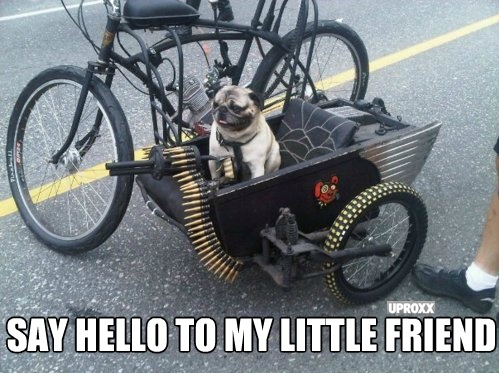 UPROXX
SAY HELLO TO MY LITTLE FRIEND